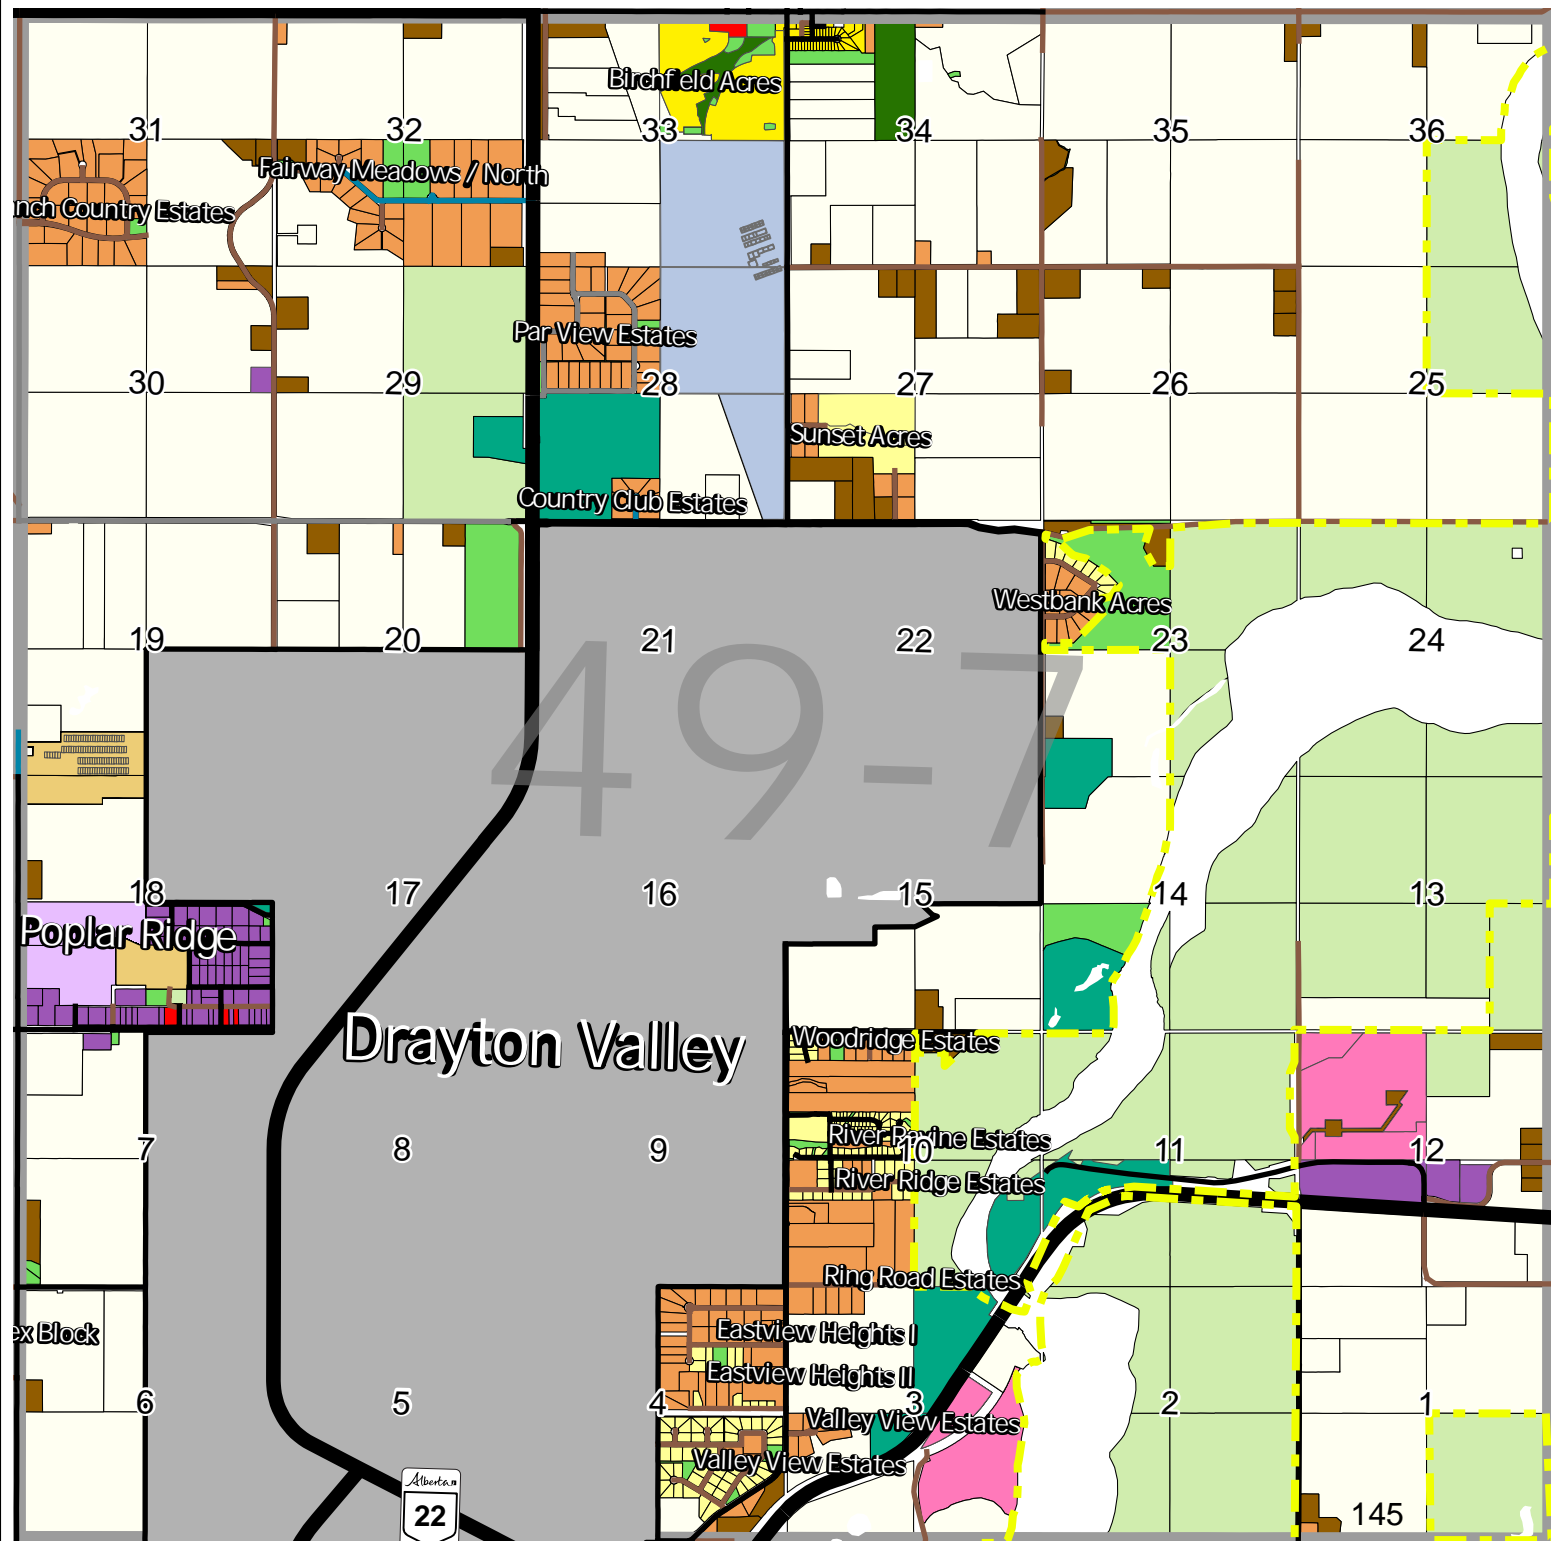 Birchfield Acres
31
32
33
34
35
36
Fairway Meadows / North
nch Country Estates
Par View Estates
30
29
28
27
26
25
Sunset Acres
Country Club Estates
Westbank Acres
19
20
21
22
23
24
49-7
18
17
16
15
14
13
Poplar Ridge
Drayton Valley
Woodridge Estates
River Ravine Estates
7
8
9
10
11
12
River Ridge Estates
Ring Road Estates
ex Block
Eastview Heights I
Eastview Heights II
6
5
4
3
2
1
Valley View Estates
Valley View Estates
Alberta
22
145